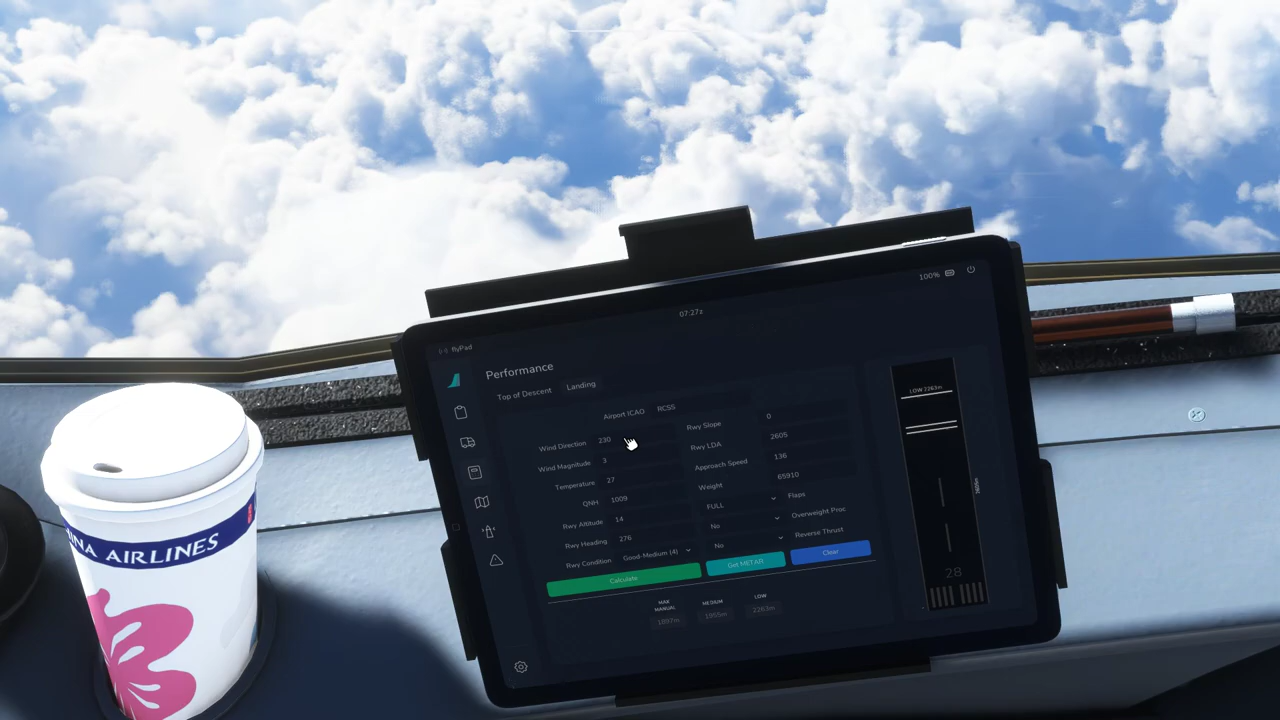 100%
07:27z
flyPad
Performance
Top of Descent Landing
Airport ICAO RCSS
Wind Direction 230 Rwy Slope 0
Wind Magnitude 3 Rwy LDA 2605
Temperature 27 Approach Speed 136
QNH 1009 Weight 65910
Rwy Altitude 14 FULL Flaps
Rwy Heading 276 No Overweight Proc
Rwy Condition Good-Medium (4) No Reverse Thrust
Calculate Get METAR Clear
MAX MANUAL MEDIUM LOW
1897m 1955m 2263m
LOW 2263m
28
NA AIRLINES